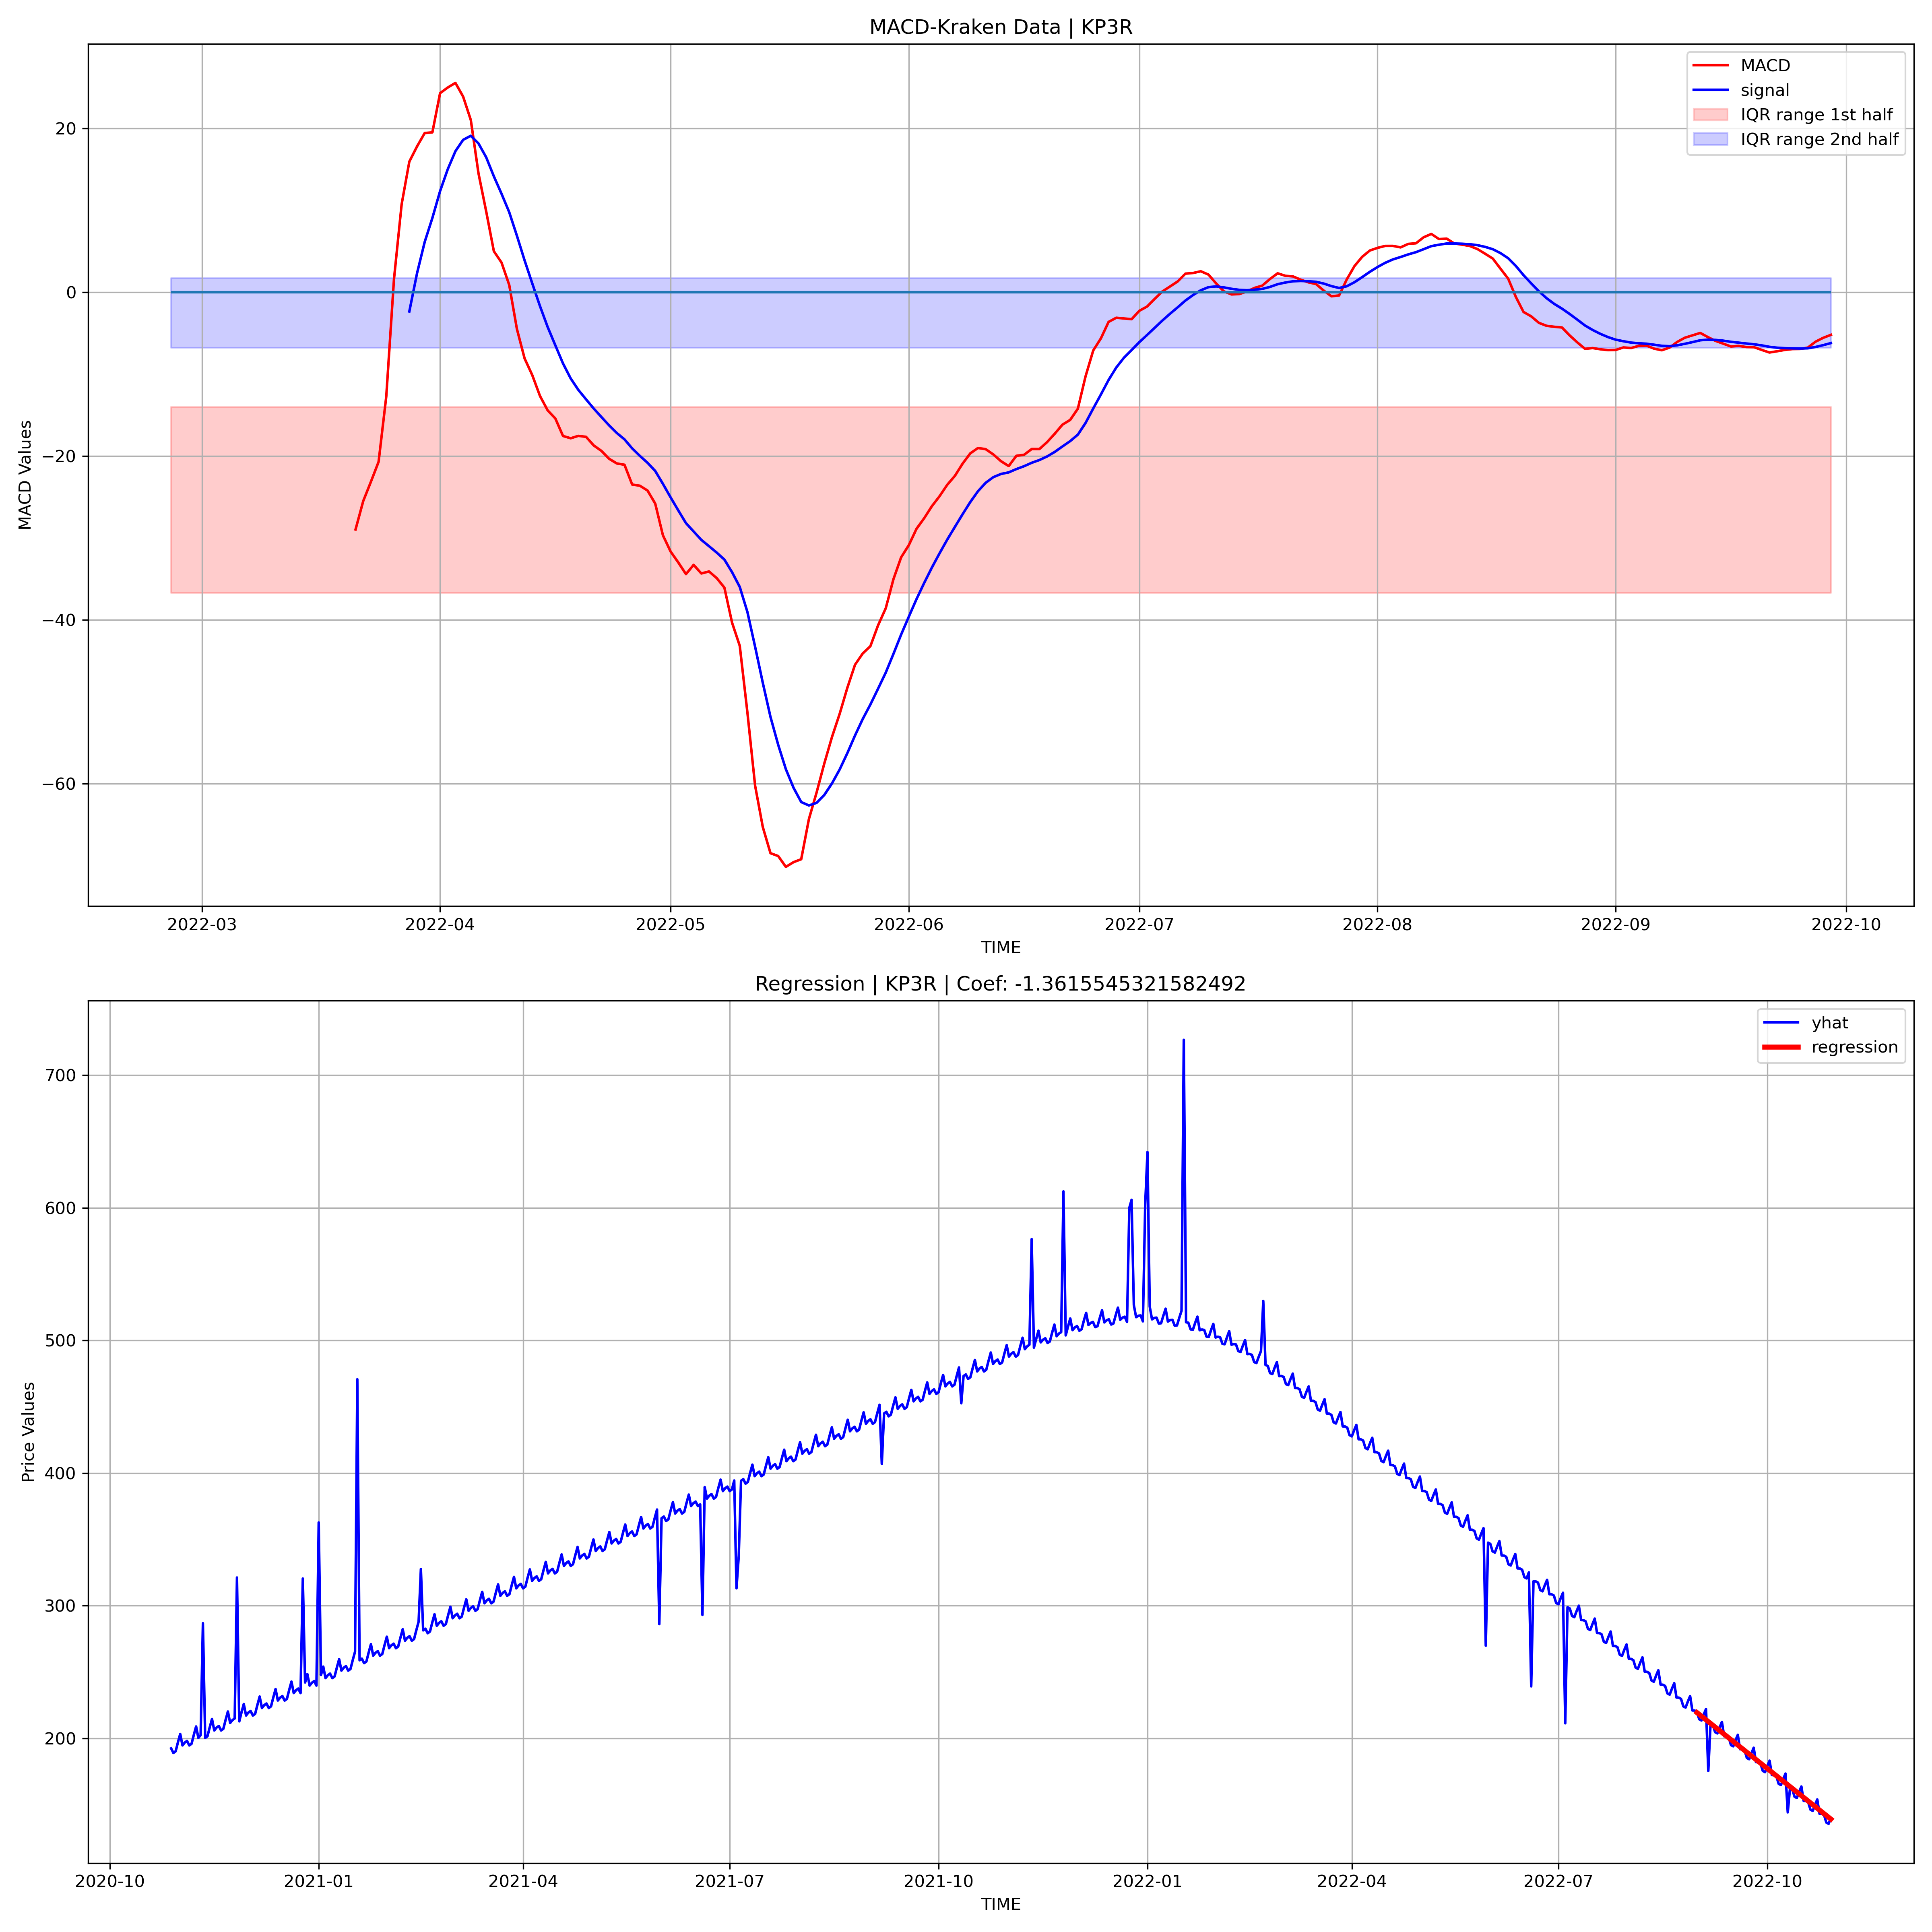 MACD-Kraken Data | KP3R
MACD
signal
IQR range 1st half
IQR range 2nd half
20
0
−20
−40
−60
MACD Values
2022-03 2022-04 2022-05 2022-06 2022-07 2022-08 2022-09 2022-10
TIME
Regression | KP3R | Coef: -1.3615545321582492
yhat
regression
700
600
500
400
300
200
Price Values
2020-10 2021-01 2021-04 2021-07 2021-10 2022-01 2022-04 2022-07 2022-10
TIME